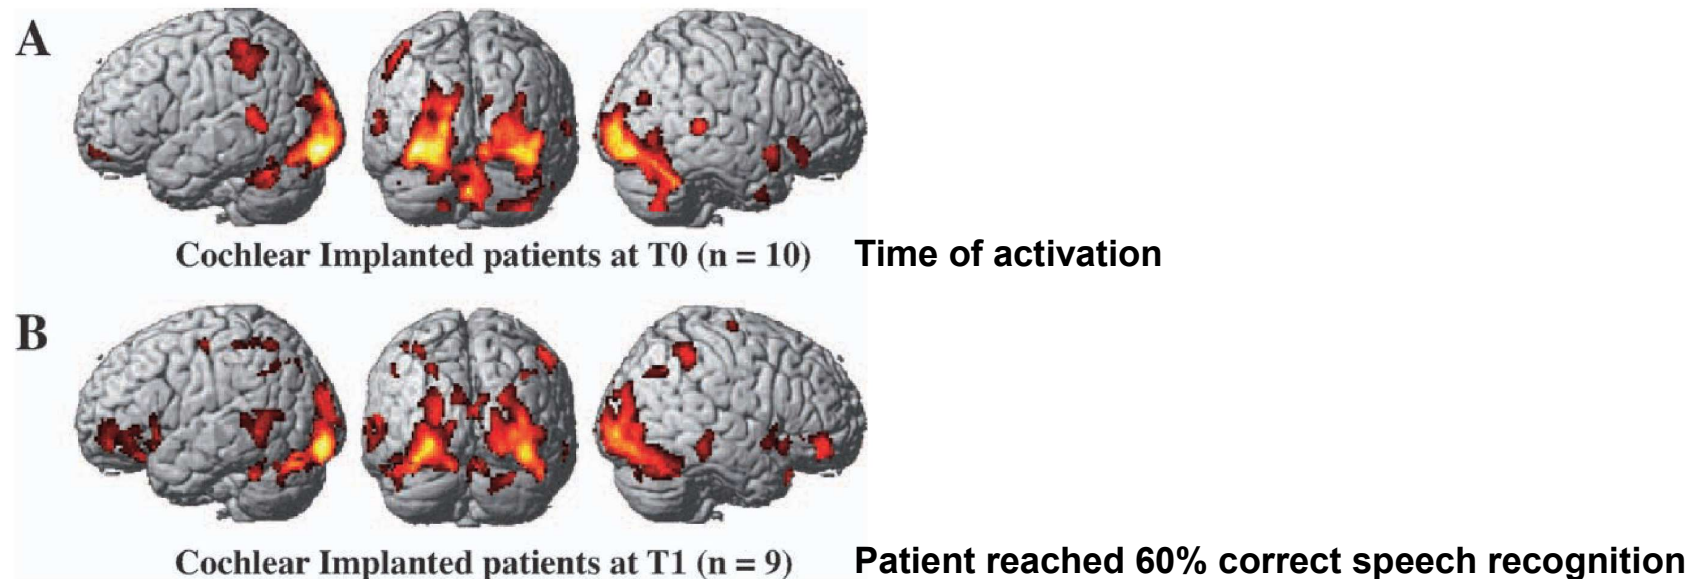 A
Cochlear Implanted patients at T0 (n = 10) Time of activation
B
Cochlear Implanted patients at T1 (n = 9) Patient reached 60% correct speech recognition